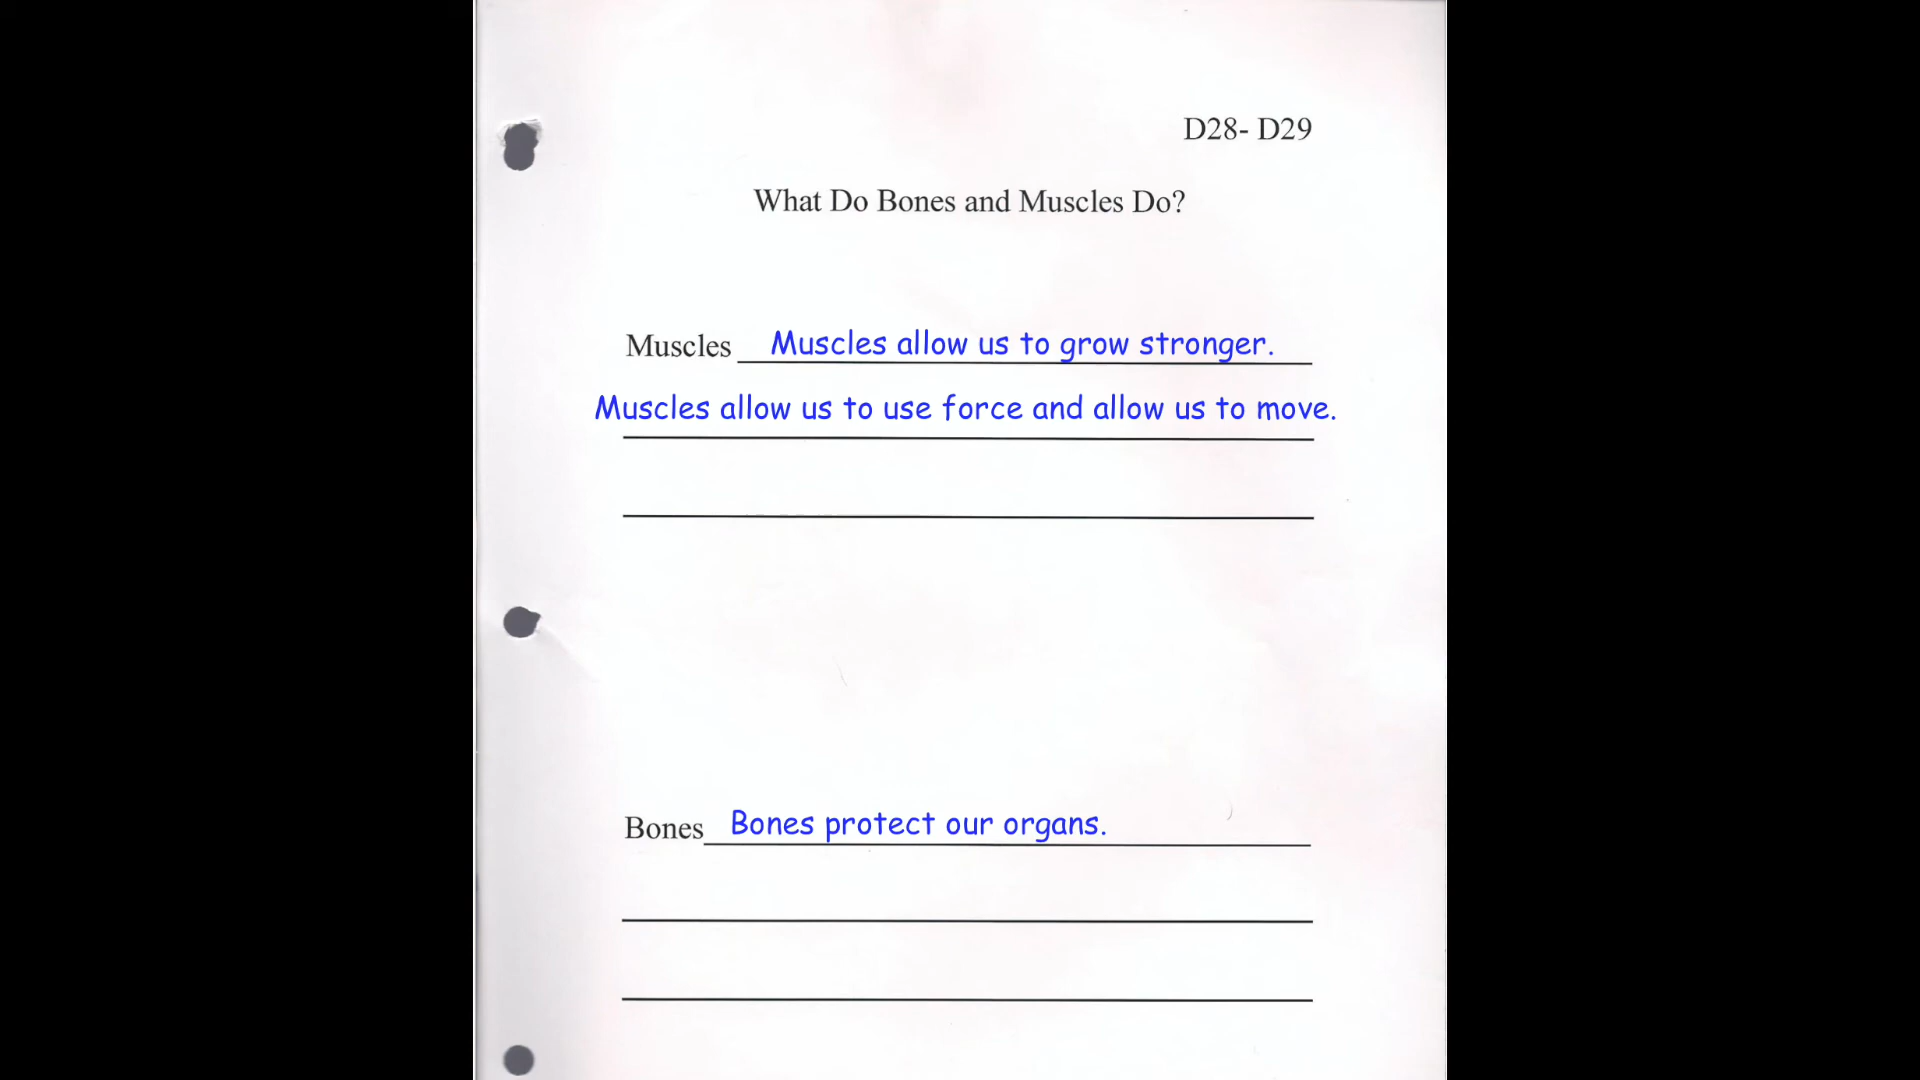 D28- D29
What Do Bones and Muscles Do?
Muscles Muscles allow us to grow stronger.
Muscles allow us to use force and allow us to move.
Bones Bones protect our organs.